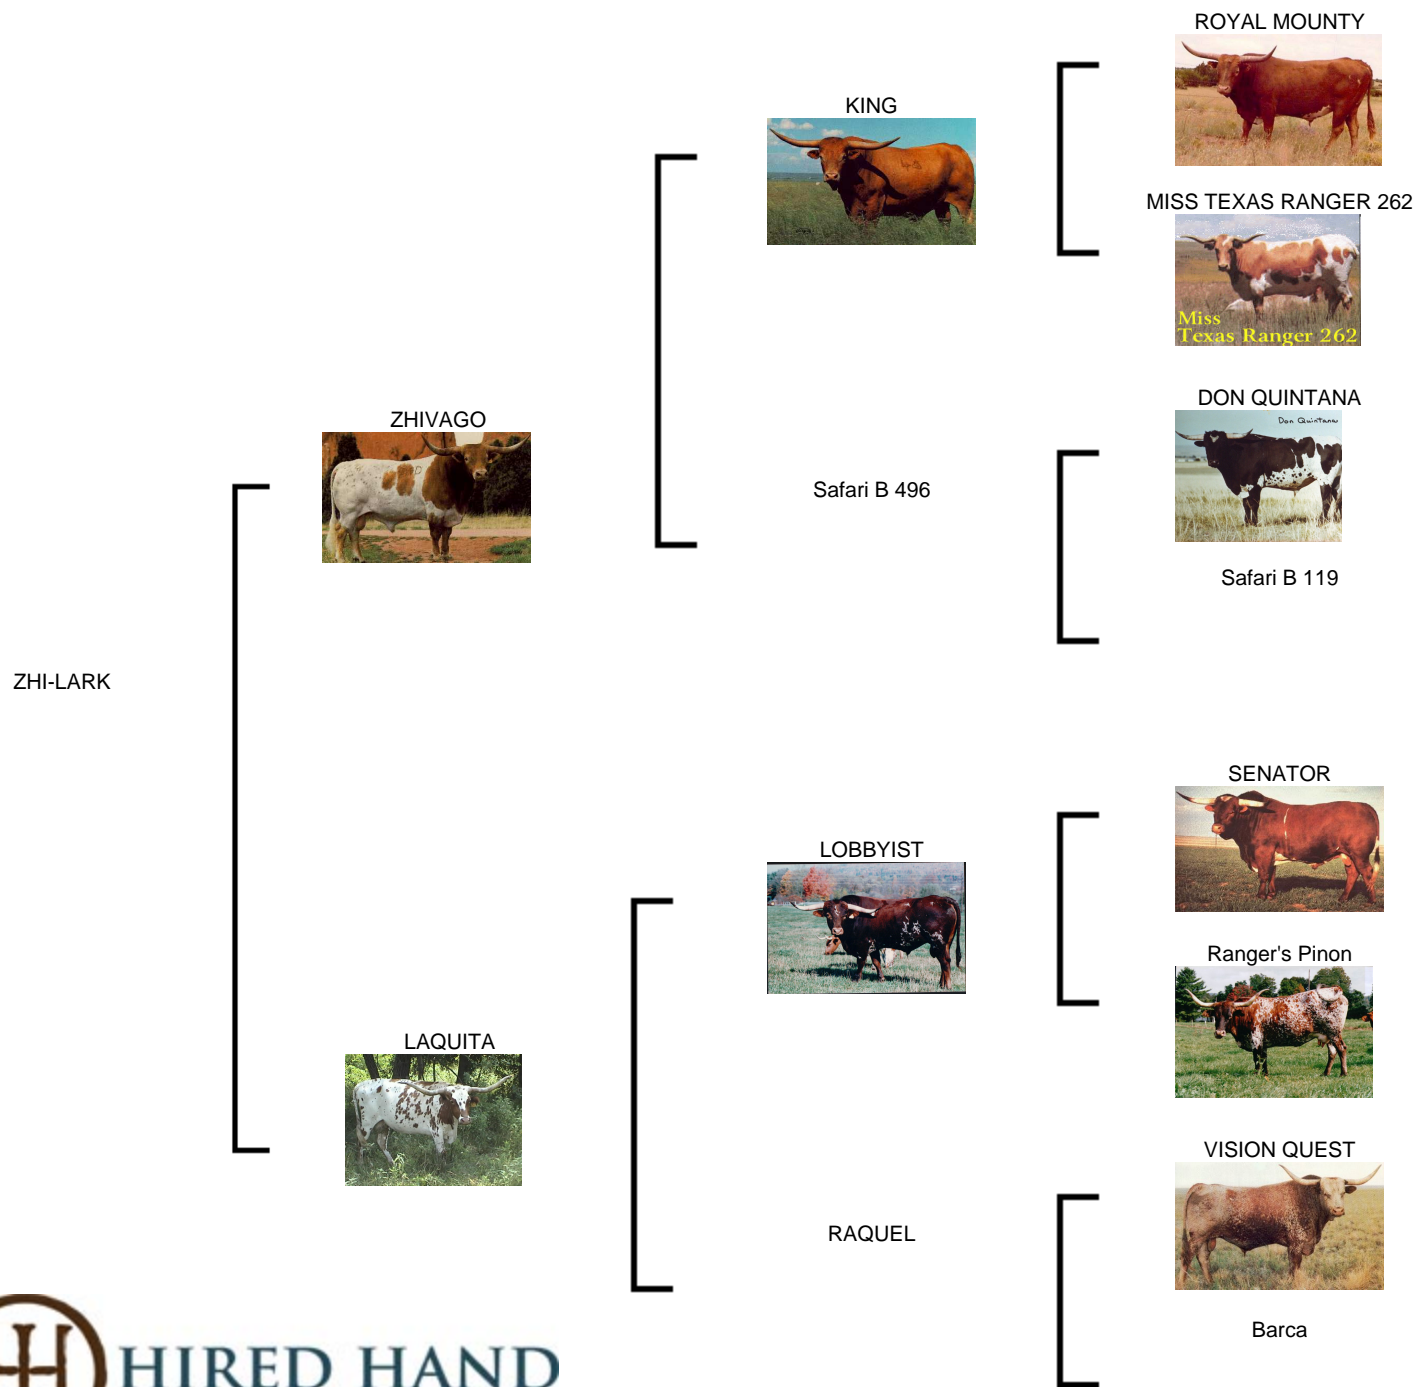 ROYAL MOUNTY
KING
MISS TEXAS RANGER 262
Miss
Texas Ranger 262
ZHIVAGO
DON QUINTANA
Don Quintana
Safari B 496
Safari B 119
ZHI-LARK
SENATOR
LOBBYIST
Ranger's Pinon
LAQUITA
VISION QUEST
RAQUEL
Barca
H HIRED HAND